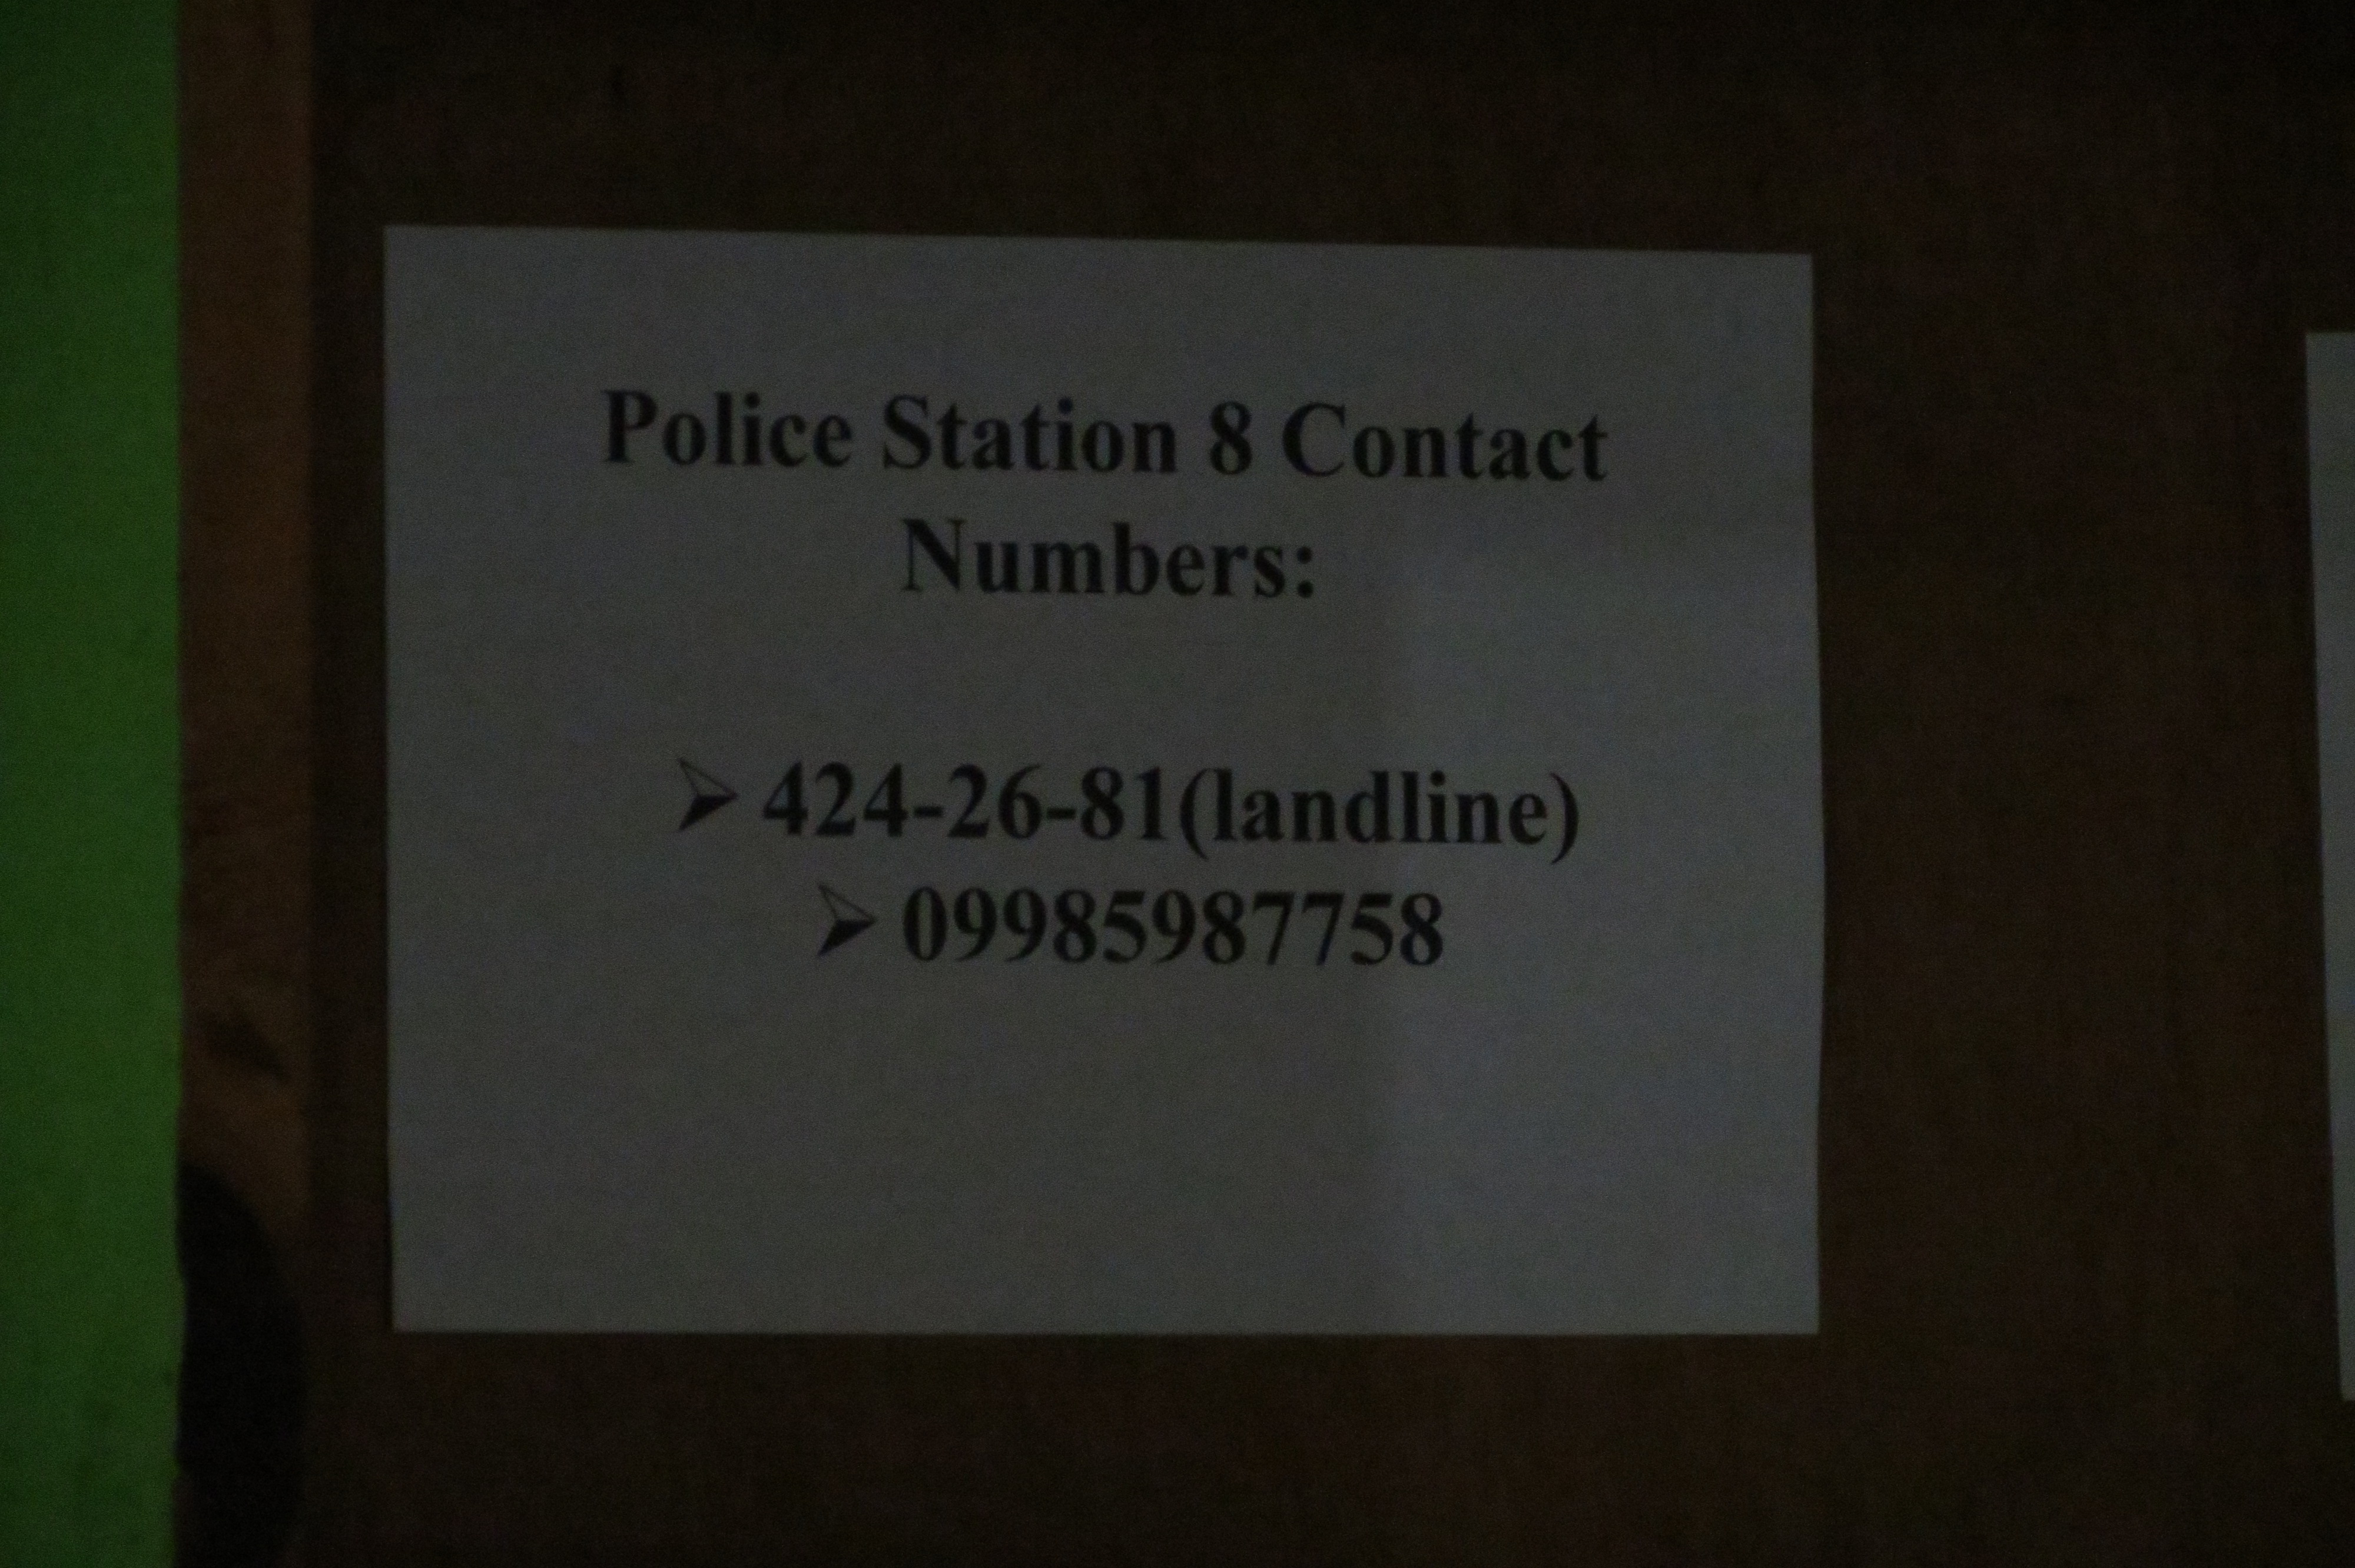 Police Station 8 Contact
Numbers:
➢ 424-26-81(landline)
➢ 09985987758